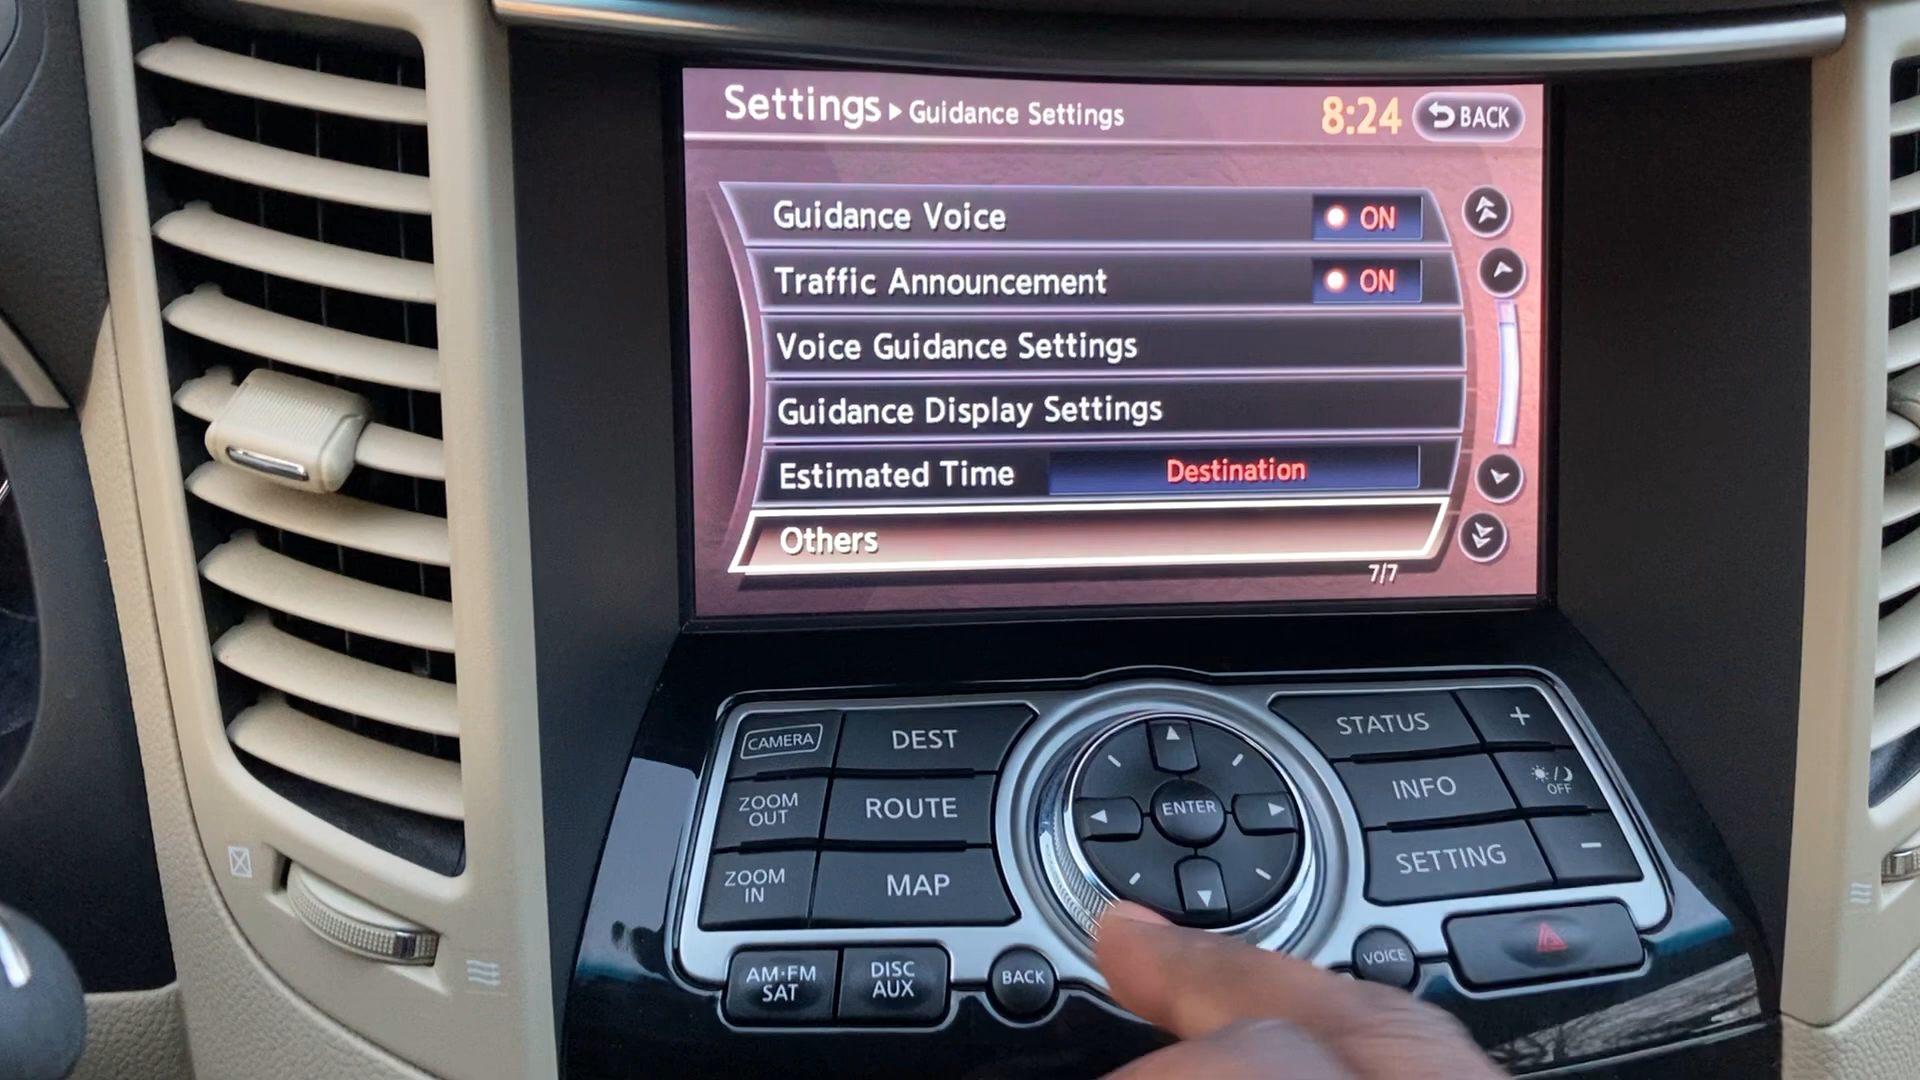 Settings ▸ Guidance Settings 8:24 BACK
Guidance Voice ON
Traffic Announcement ON
Voice Guidance Settings
Guidance Display Settings
Estimated Time Destination
Others
7/7
CAMERA
DEST
ZOOM
OUT
ROUTE
ZOOM
IN
MAP
ENTER
STATUS
+
INFO
OFF
SETTING
-
AM·FM
SAT
DISC
AUX
BACK
VOICE